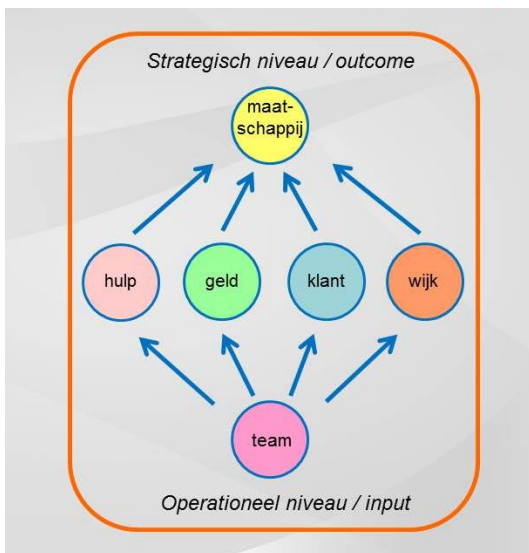 Strategisch niveau / outcome
maat-
schappij
hulp
geld
klant
wijk
team
Operationeel niveau / input